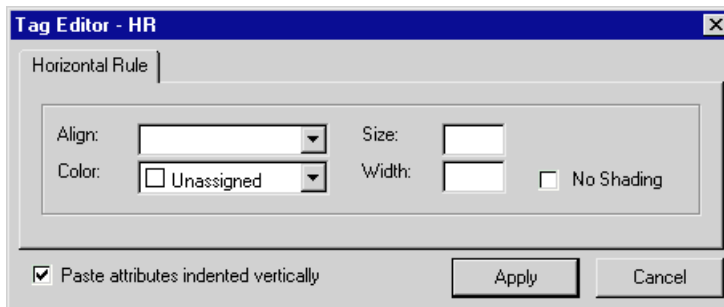 Tag Editor - HR
Horizontal Rule
Align: Size:
Color: Unassigned Width: No Shading
Paste attributes indented vertically Apply Cancel